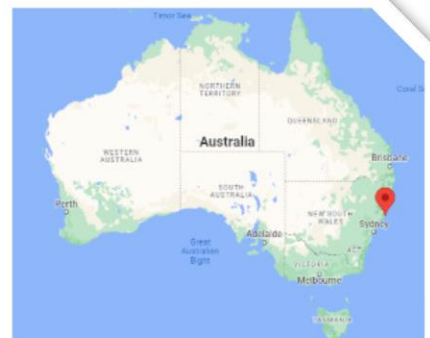 Timor Sea
Coral S
NORTHERN
TERRITORY
QUEENSLAND
Australia
WESTERN
AUSTRALIA
Brisbane
SOUTH
AUSTRALIA
Perth
NEW SOUTH
WALES
Sydney
Adelaide
Great
Australian
Bight
ACT
VICTORIA
Melbourne
TASMANIA